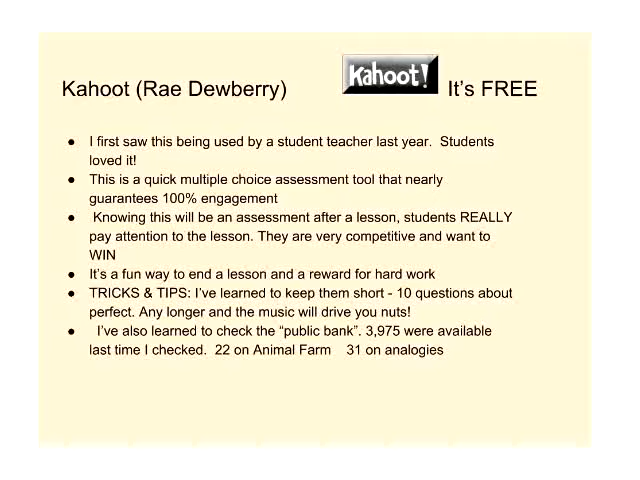 Kahoot (Rae Dewberry) Kahoot! It's FREE
● I first saw this being used by a student teacher last year.  Students
loved it!
● This is a quick multiple choice assessment tool that nearly
guarantees 100% engagement
● Knowing this will be an assessment after a lesson, students REALLY
pay attention to the lesson. They are very competitive and want to
WIN
● It's a fun way to end a lesson and a reward for hard work
● TRICKS & TIPS: I've learned to keep them short - 10 questions about
perfect. Any longer and the music will drive you nuts!
● I've also learned to check the “public bank”. 3,975 were available
last time I checked.  22 on Animal Farm    31 on analogies